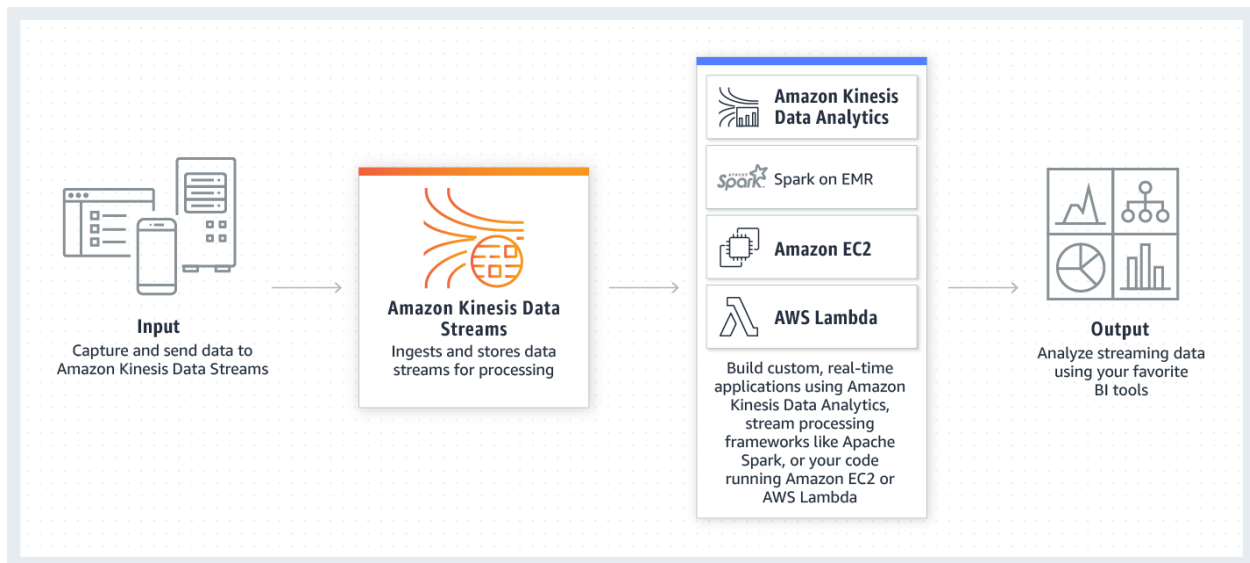 Input
Capture and send data to
Amazon Kinesis Data Streams
Amazon Kinesis Data
Streams
Ingests and stores data
streams for processing
Amazon Kinesis
Data Analytics
APACHE
Spark
Spark on EMR
Amazon EC2
AWS Lambda
Build custom, real-time
applications using Amazon
Kinesis Data Analytics,
stream processing
frameworks like Apache
Spark, or your code
running Amazon EC2 or
AWS Lambda
Output
Analyze streaming data
using your favorite
BI tools